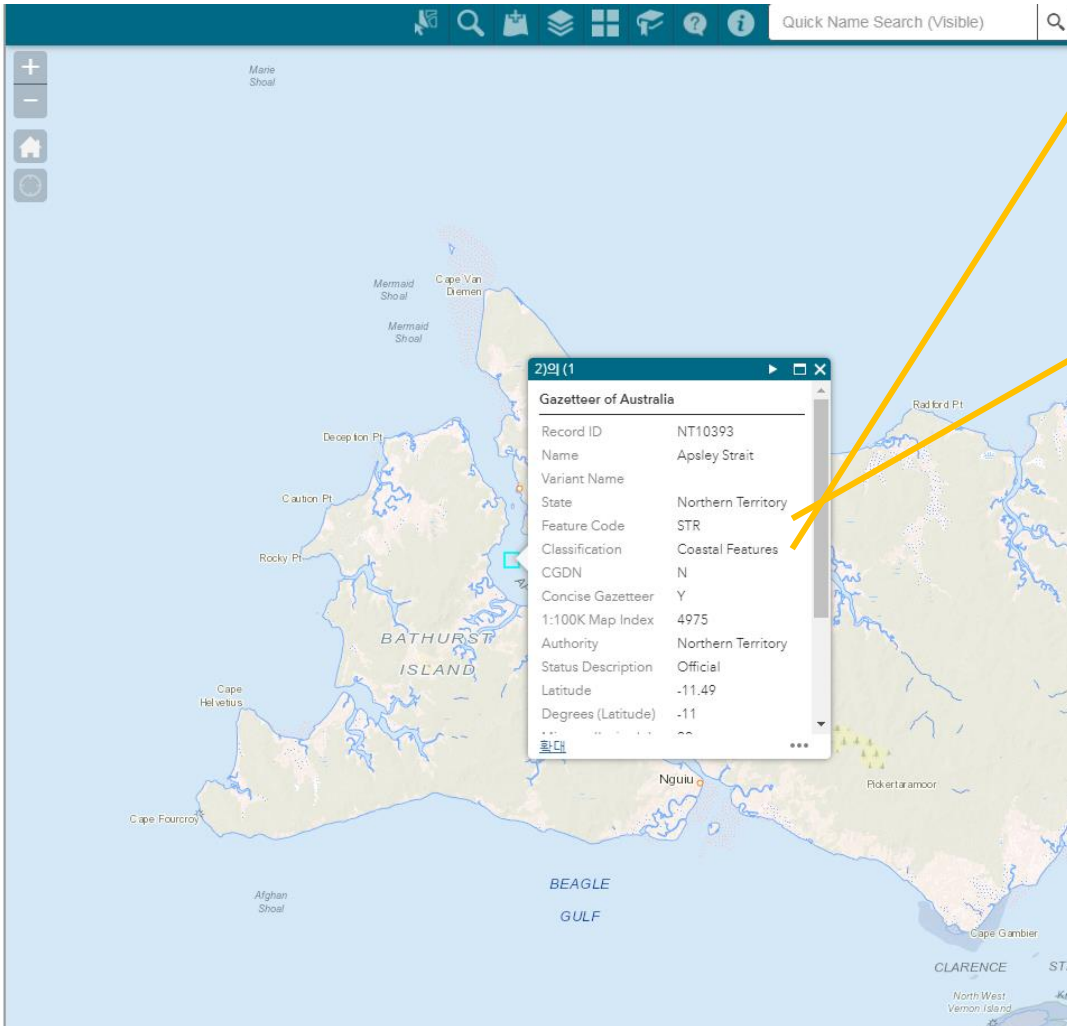 Quick Name Search (Visible)
Marie
Shoal
Mermaid
Shoal
Cape Van
Diemen
Mermaid
Shoal
2)의 (1
Gazetteer of Australia
Record ID NT10393
Name Apsley Strait
Variant Name
State Northern Territory
Feature Code STR
Classification Coastal Features
CGDN N
Concise Gazetteer Y
1:100K Map Index 4975
Authority Northern Territory
Status Description Official
Latitude -11.49
Degrees (Latitude) -11
확대
Radford Pt
Deception Pt
Caution Pt
Rocky Pt
BATHURST
ISLAND
Cape
Helvetius
Nguiu
Pickertaramoor
Cape Fourcroy
Afghan
Shoal
BEAGLE
GULF
Cape Gambier
CLARENCE ST
North West
Vernon Island